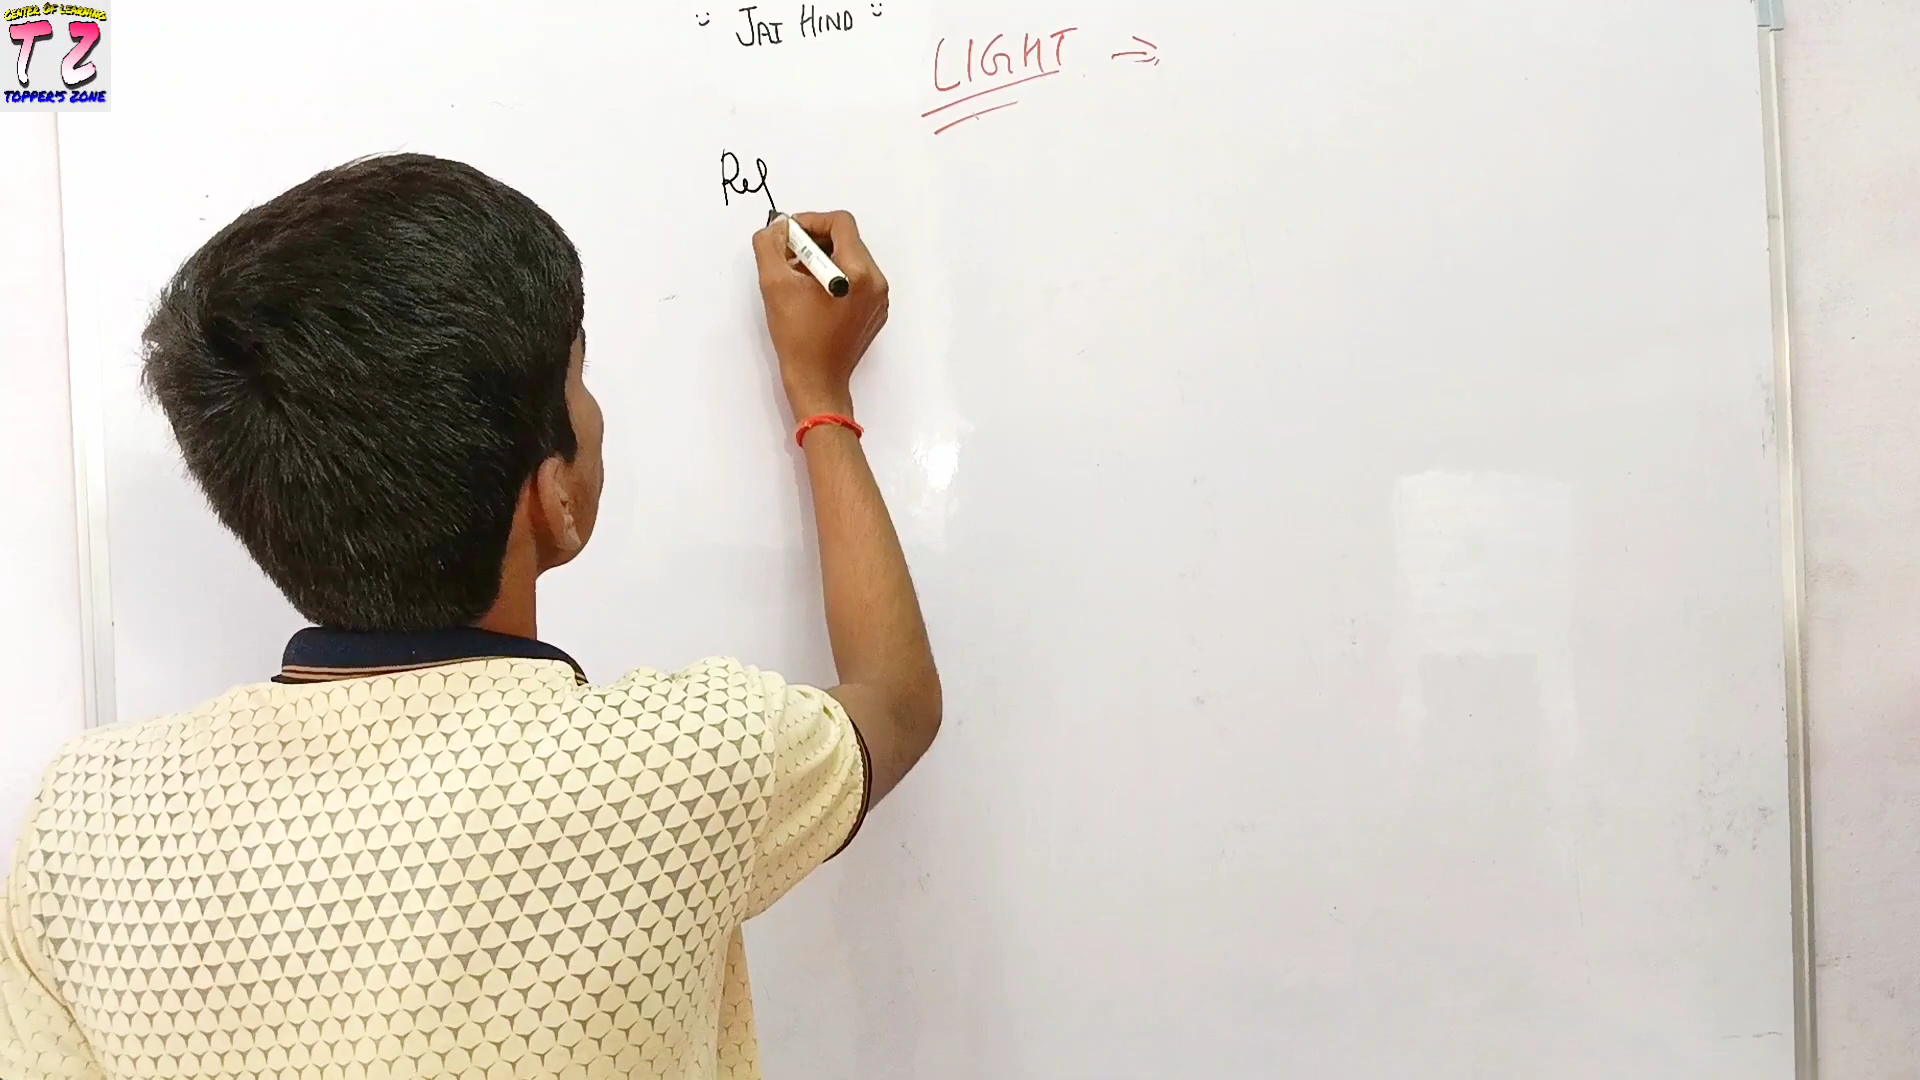 CENTER OF LEARNING
TZ
TOPPER'S ZONE
JAI HIND
LIGHT ⇒
Ref